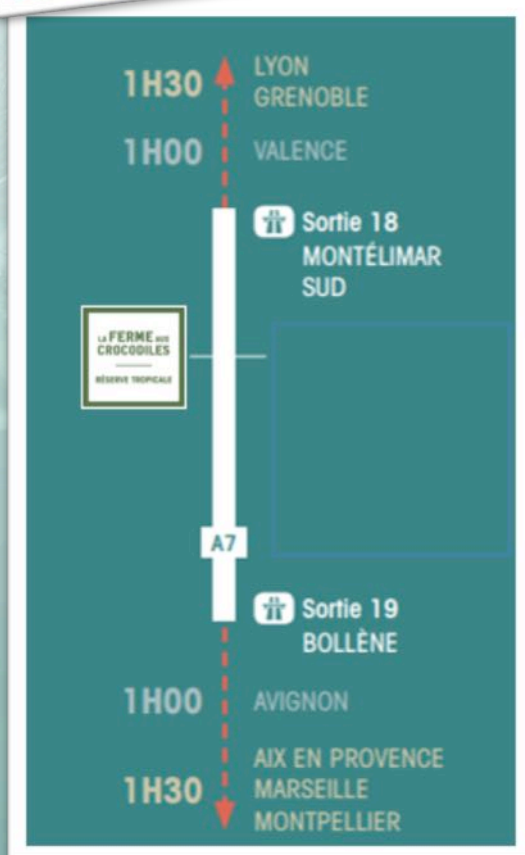 1H30
LYON
GRENOBLE
1H00
VALENCE
Sortie 18
MONTÉLIMAR
SUD
LA FERME AUX
CROCODILES
RÉSERVE TROPICALE
A7
Sortie 19
BOLLÈNE
1H00
AVIGNON
1H30
AIX EN PROVENCE
MARSEILLE
MONTPELLIER